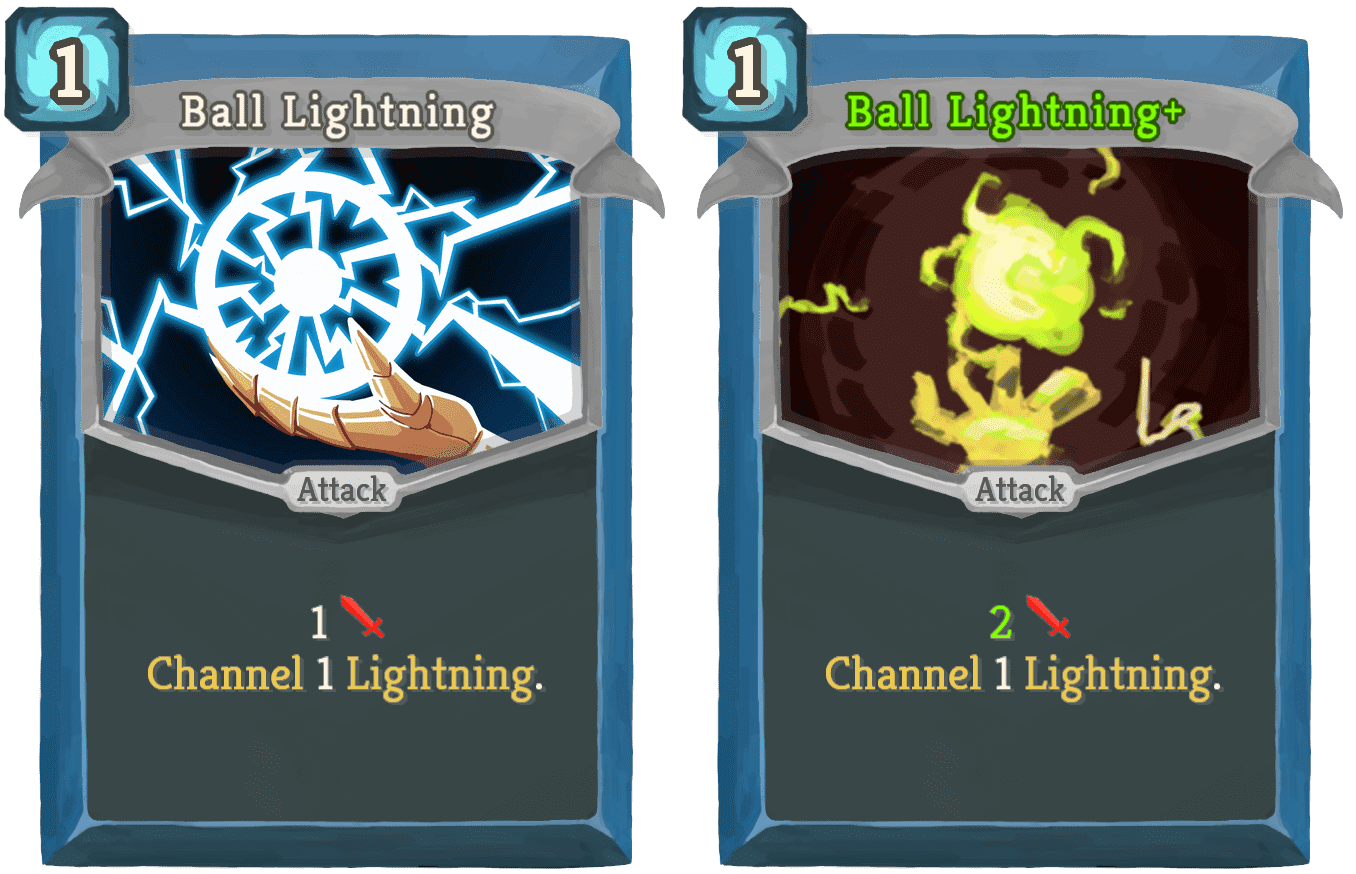 1
Ball Lightning
Attack
1
Channel 1 Lightning.
1
Ball Lightning+
Attack
2
Channel 1 Lightning.